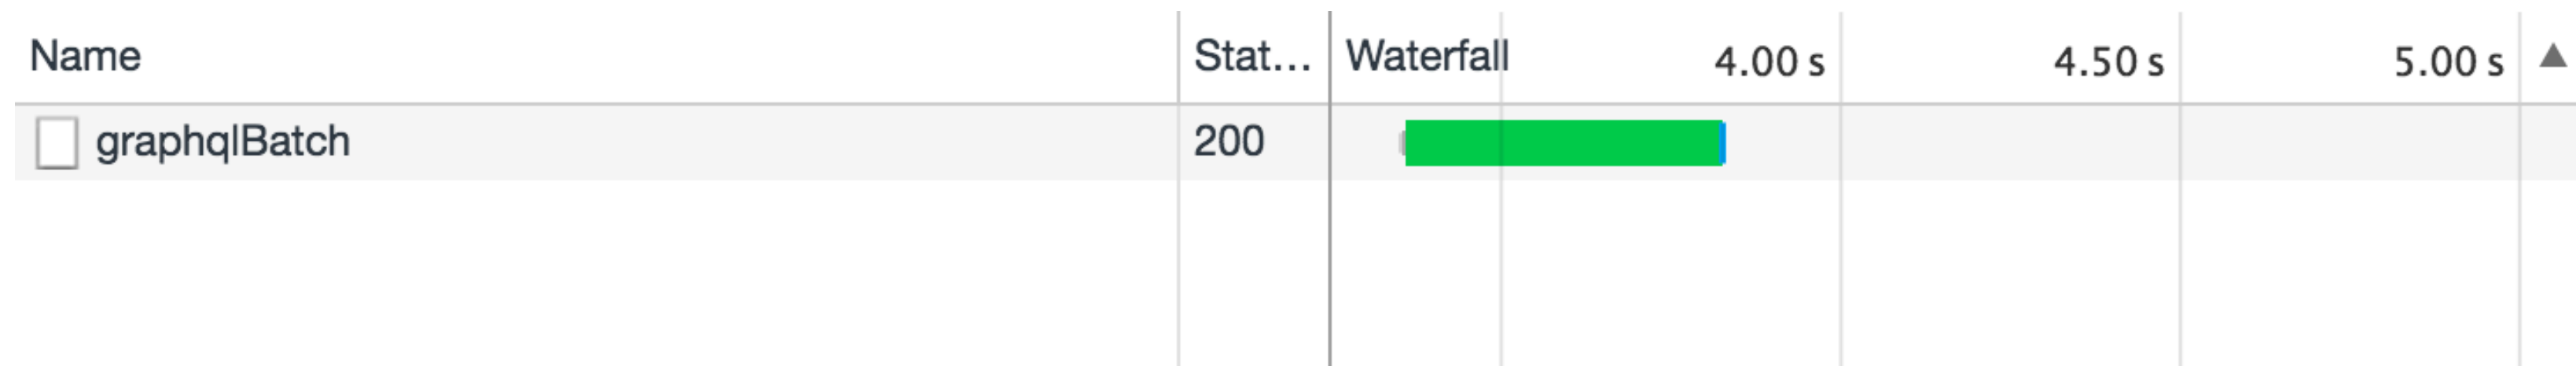 Name Stat... Waterfall 4.00 s 4.50 s 5.00 s ▲
graphqlBatch 200